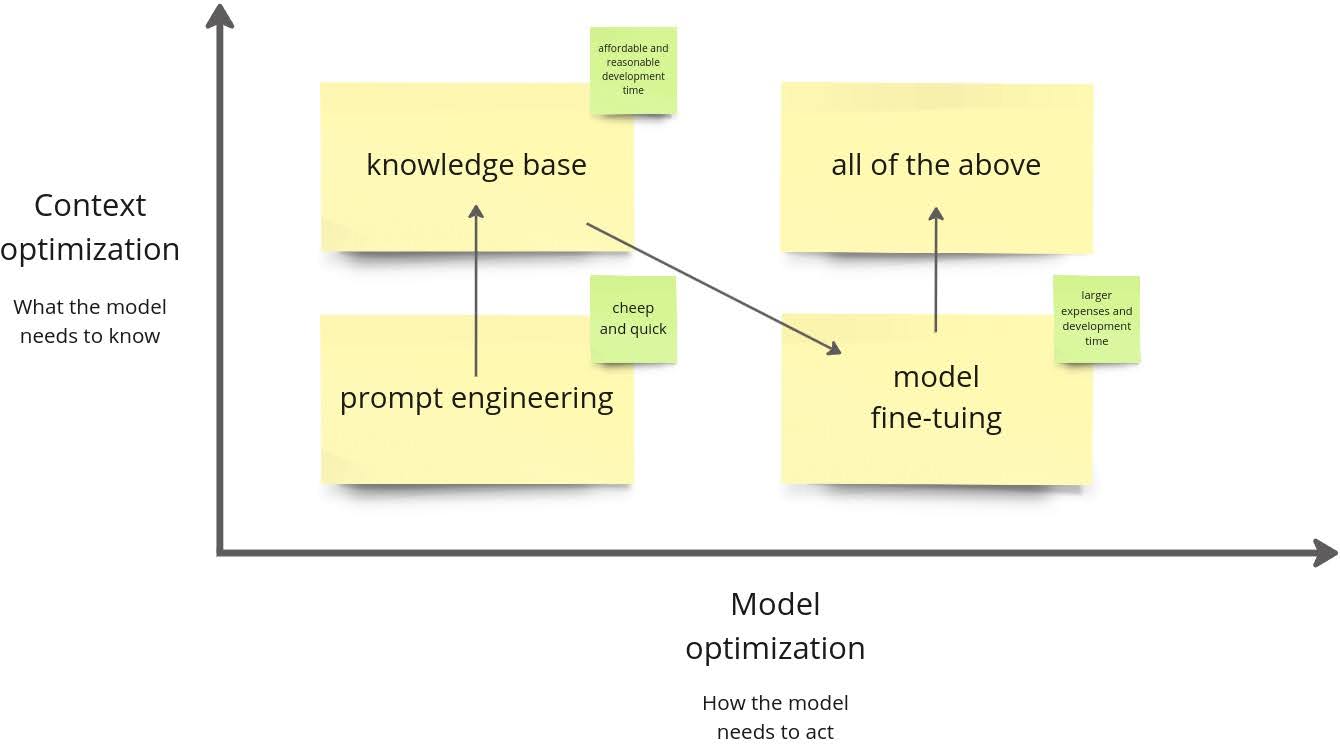 affordable and
reasonable
development
time
knowledge base
all of the above
Context
optimization
What the model
needs to know
cheep
and quick
larger
expenses and
development
time
prompt engineering
model
fine-tuing
Model
optimization
How the model
needs to act